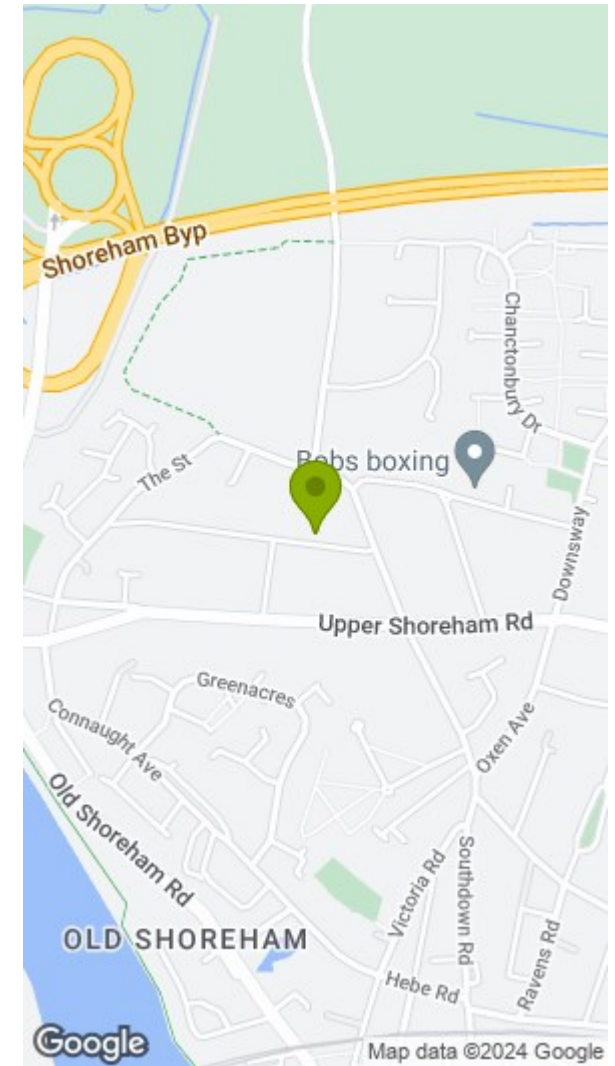 Shoreham Byp
Chanctonbury Dr
Bobs boxing
The St
Downsway
Upper Shoreham Rd
Greenacres
Connaught Ave
Oxen Ave
Old Shoreham Rd
Victoria Rd
Southdown Rd
OLD SHOREHAM
Ravens Rd
Hebe Rd
Google
Map data ©2024 Google